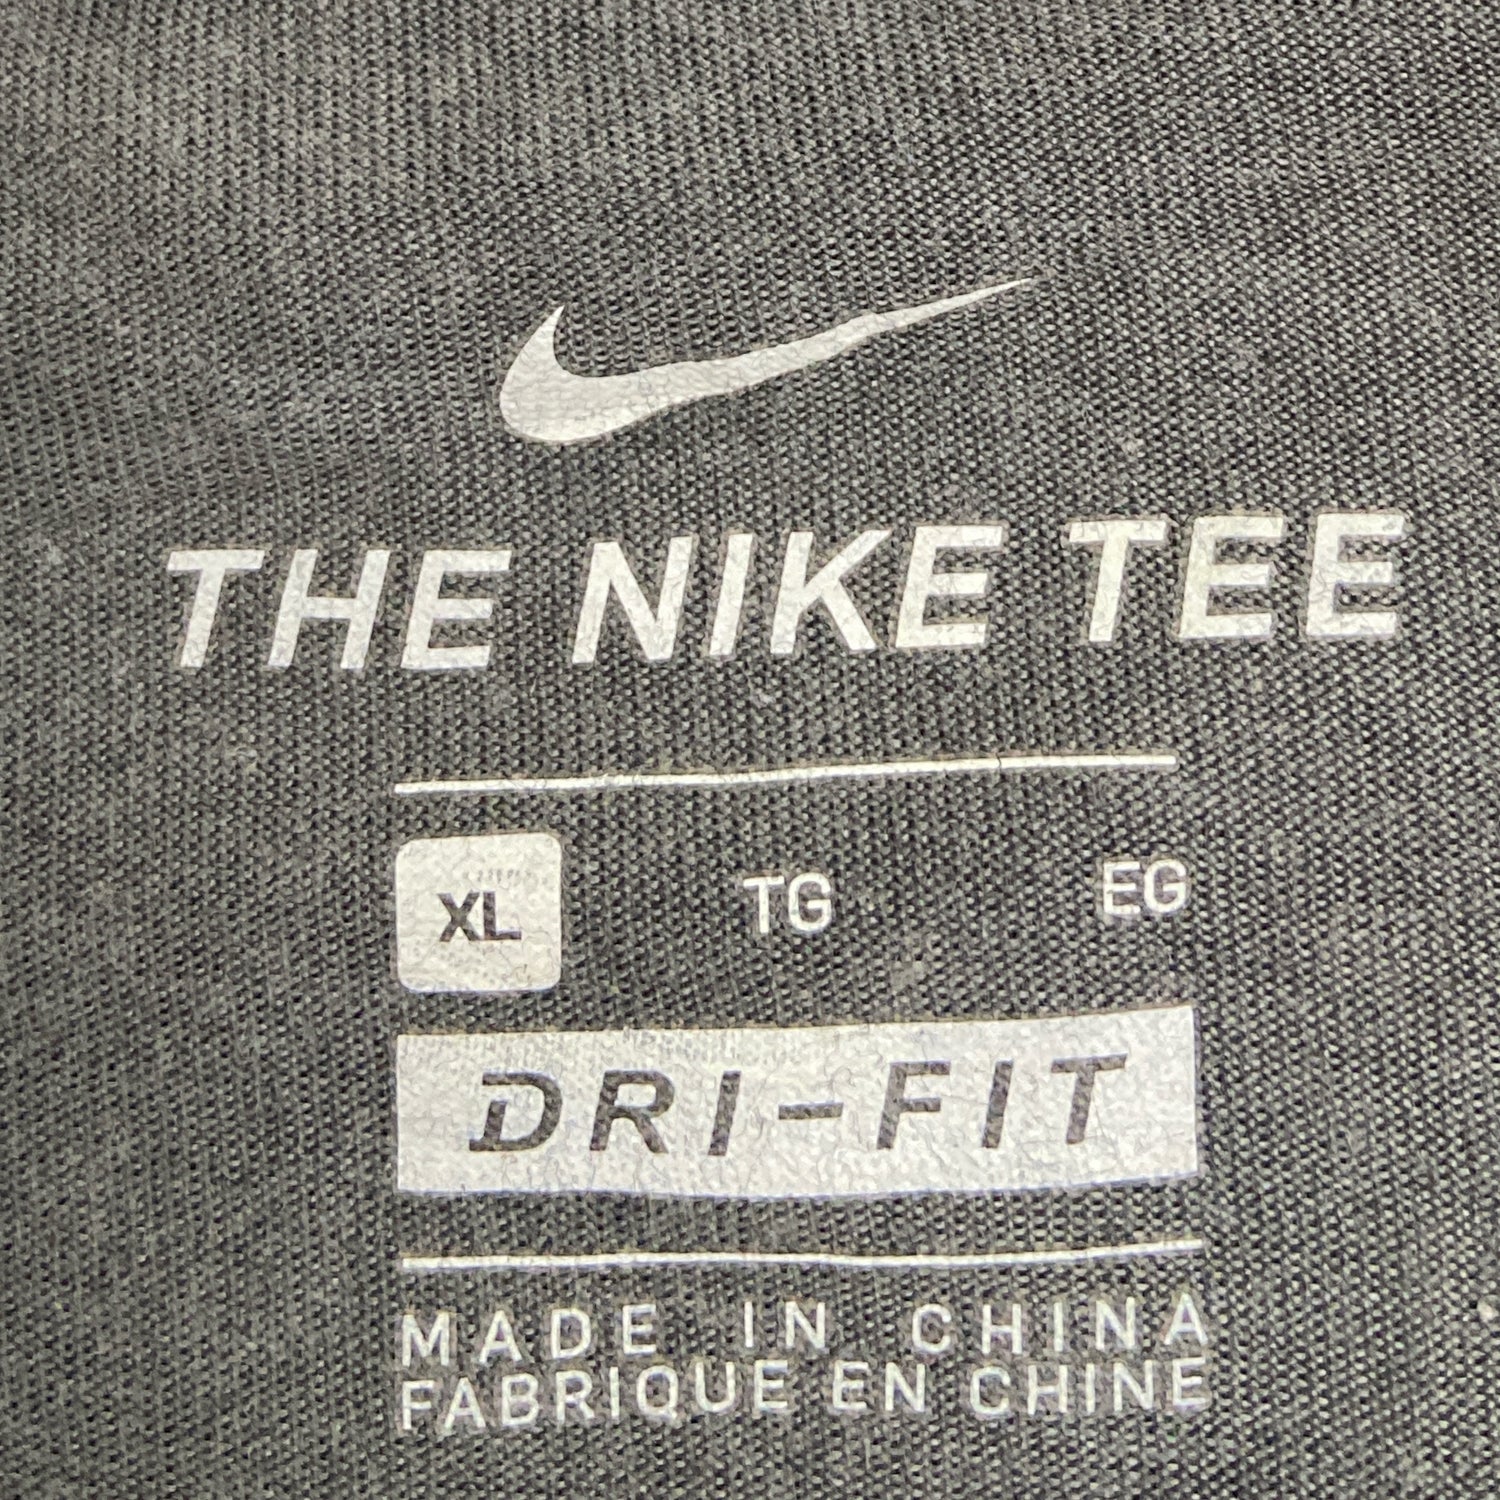 THE NIKE TEE
XL TG EG
DRI-FIT
MADE IN CHINA
FABRIQUE EN CHINE